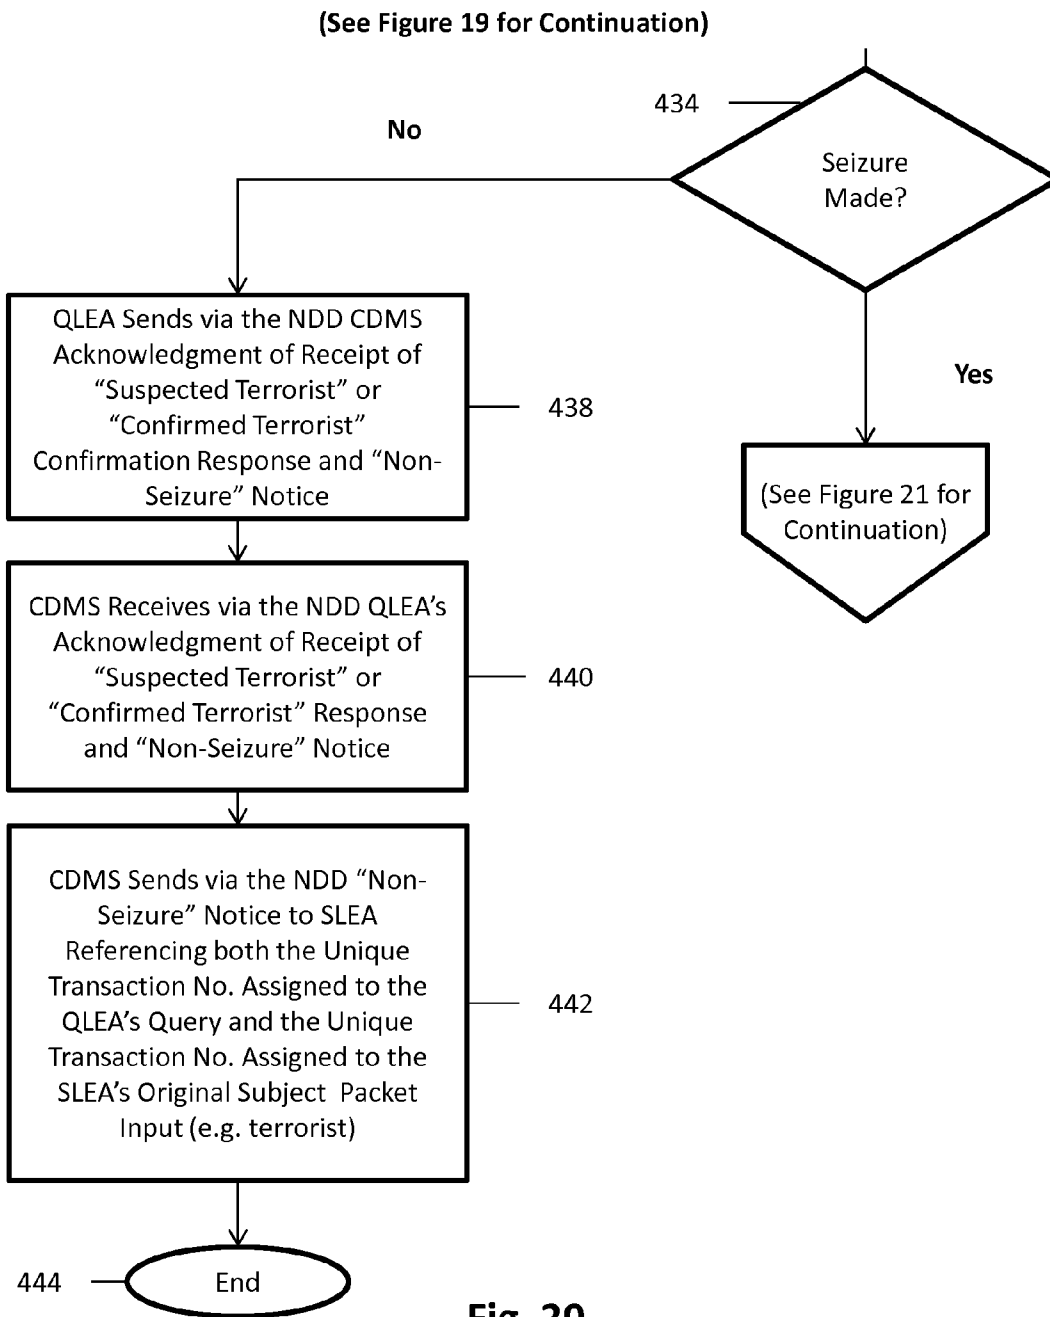 (See Figure 19 for Continuation)
434
No
Seizure
Made?
QLEA Sends via the NDD CDMS
Acknowledgment of Receipt of
“Suspected Terrorist” or
“Confirmed Terrorist”
Confirmation Response and “Non-
Seizure” Notice
438
Yes
(See Figure 21 for
Continuation)
CDMS Receives via the NDD QLEA’s
Acknowledgment of Receipt of
“Suspected Terrorist” or
“Confirmed Terrorist” Response
and “Non-Seizure” Notice
440
CDMS Sends via the NDD “Non-
Seizure” Notice to SLEA
Referencing both the Unique
Transaction No. Assigned to the
QLEA’s Query and the Unique
Transaction No. Assigned to the
SLEA’s Original Subject Packet
Input (e.g. terrorist)
442
444
End
Fig. 20